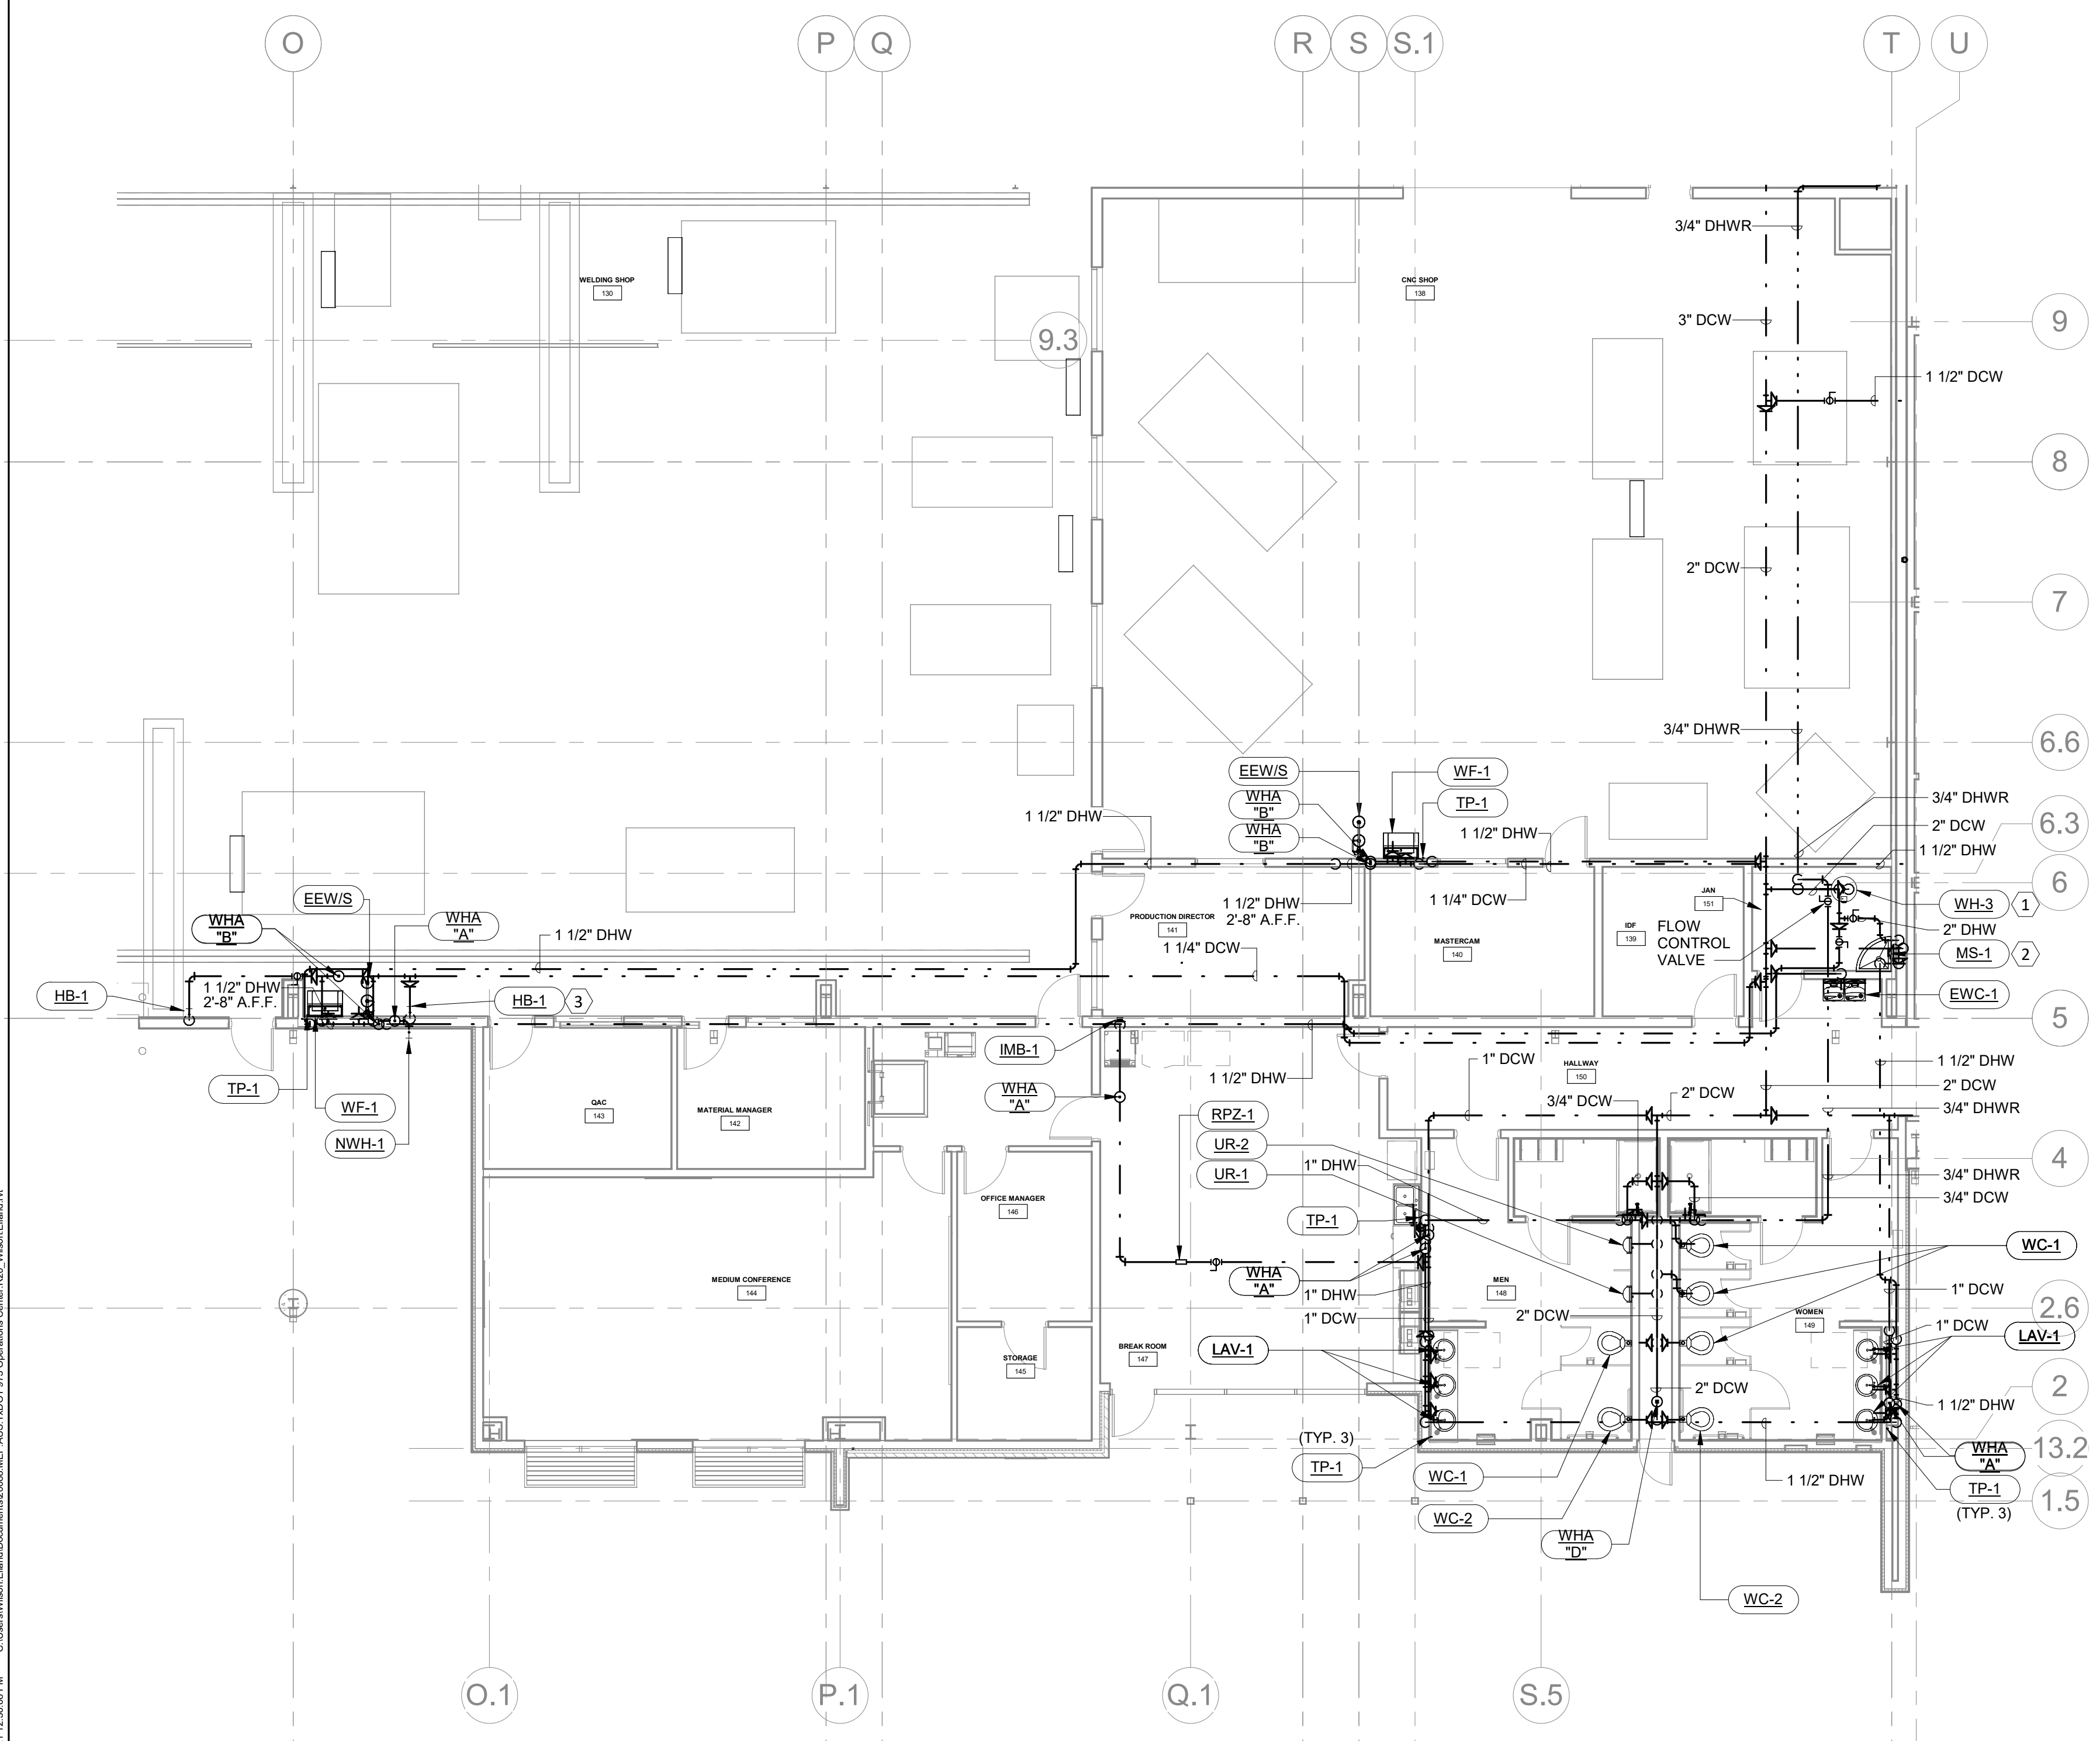 O
P
Q
R
S
S.1
T
U
3/4" DHWR
WELDING SHOP
130
CNC SHOP
138
3" DCW
9
9.3
1 1/2" DCW
8
2" DCW
7
3/4" DHWR
6.6
EEW/S
WF-1
WHA
"B"
TP-1
3/4" DHWR
1 1/2" DHW
WHA
"B"
1 1/2" DHW
2" DCW
6.3
1 1/2" DHW
6
EEW/S
JAN
151
1 1/4" DCW
1 1/2" DHW
2'-8" A.F.F.
WH-3
1
PRODUCTION DIRECTOR
141
WHA
"B"
WHA
"A"
1 1/2" DHW
IDF
139
FLOW
CONTROL
VALVE
2" DHW
MASTERCAM
140
1 1/4" DCW
MS-1
2
1 1/2" DHW
2'-8" A.F.F.
HB-1
HB-1
3
EWC-1
5
IMB-1
1" DCW
HALLWAY
150
1 1/2" DHW
1 1/2" DHW
TP-1
WHA
"A"
2" DCW
QAC
143
MATERIAL MANAGER
142
WF-1
RPZ-1
3/4" DCW
2" DCW
3/4" DHWR
NWH-1
UR-2
4
1" DHW
UR-1
3/4" DHWR
OFFICE MANAGER
146
3/4" DCW
TP-1
WC-1
MEDIUM CONFERENCE
144
WHA
"A"
1" DHW
MEN
148
1" DCW
2.6
WOMEN
149
1" DCW
2" DCW
1" DCW
LAV-1
LAV-1
BREAK ROOM
147
STORAGE
145
2" DCW
2
1 1/2" DHW
(TYP. 3)
TP-1
WHA
"A"
13.2
WC-1
1 1/2" DHW
TP-1
(TYP. 3)
1.5
WC-2
WHA
"D"
WC-2
O.1
P.1
Q.1
S.5